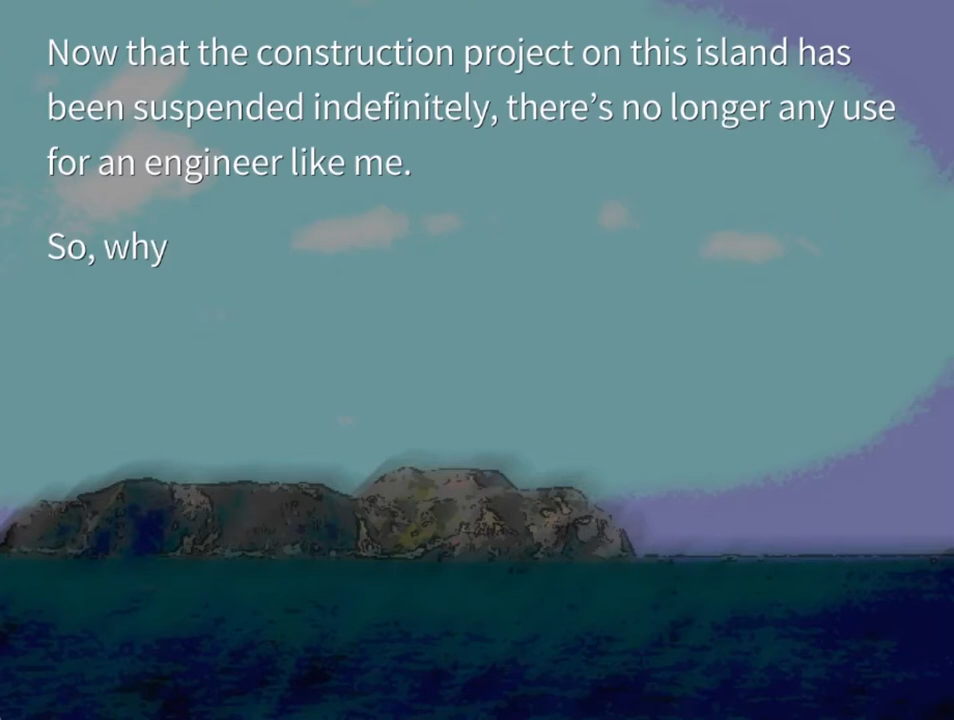 Now that the construction project on this island has
been suspended indefinitely, there’s no longer any use
for an engineer like me.
So, why